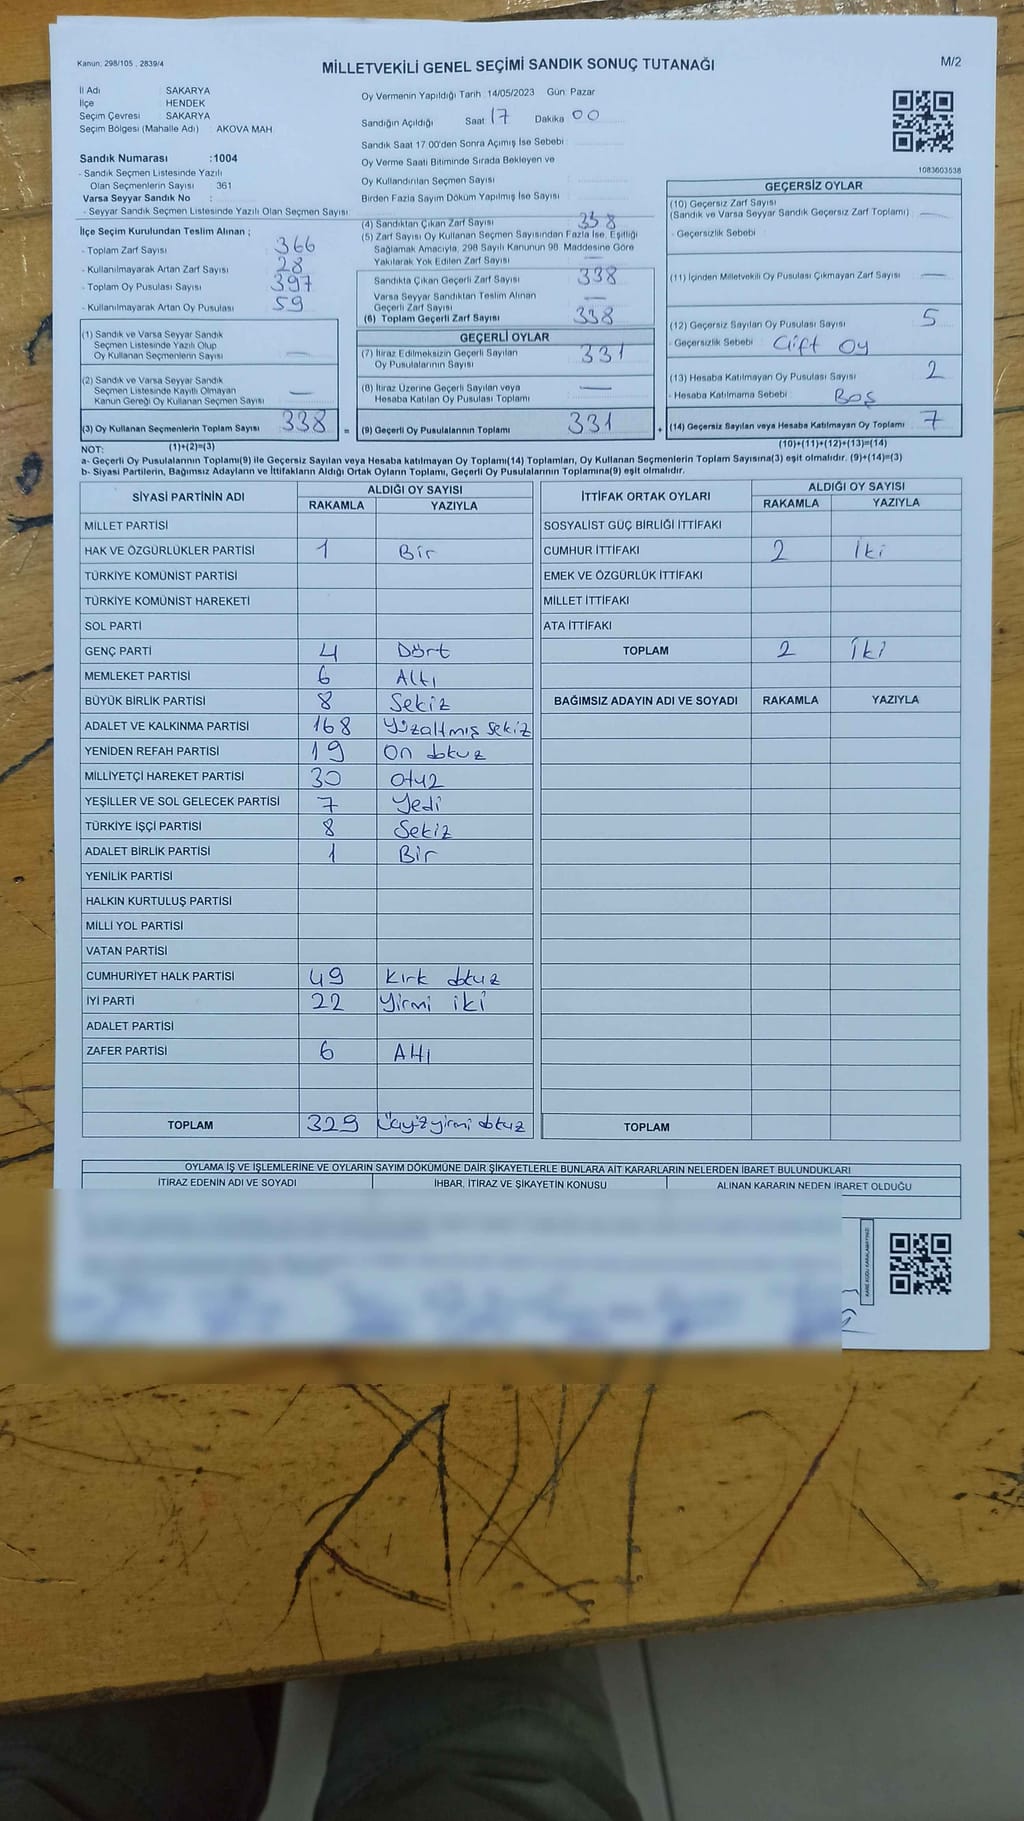 Kanun, 298/105 , 2839/4
MİLLETVEKİLİ GENEL SEÇİMİ SANDIK SONUÇ TUTANAĞI
M/2
İl Adı : SAKARYA
İlçe : HENDEK
Seçim Çevresi : SAKARYA
Seçim Bölgesi (Mahalle Adı) : AKOVA MAH.
Sandık Numarası :1004
- Sandık Seçmen Listesinde Yazılı
Olan Seçmenlerin Sayısı 361
Varsa Seyyar Sandık No :
- Seyyar Sandık Seçmen Listesinde Yazılı Olan Seçmen Sayısı:
Oy Vermenin Yapıldığı Tarih :14/05/2023 Gün: Pazar
Sandığın Açıldığı Saat 17 Dakika 00
Sandık Saat 17.00'den Sonra Açımış İse Sebebi:
Oy Verme Saati Bitiminde Sırada Bekleyen ve
Oy Kullandırılan Seçmen Sayısı :
Birden Fazla Sayım Döküm Yapılmış İse Sayısı :
1083603538
İlçe Seçim Kurulundan Teslim Alınan ;
- Toplam Zarf Sayısı : 366
- Kullanılmayarak Artan Zarf Sayısı : 28
- Toplam Oy Pusulası Sayısı : 397
- Kullanılmayarak Artan Oy Pusulası : 59
(1) Sandık ve Varsa Seyyar Sandık
Seçmen Listesinde Yazılı Olup
Oy Kullanan Seçmenlerin Sayısı : —
(2) Sandık ve Varsa Seyyar Sandık
Seçmen Listesinde Kayıtlı Olmayan
Kanun Gereği Oy Kullanan Seçmen Sayısı : —
(3) Oy Kullanan Seçmenlerin Toplam Sayısı : 338 =
(1)+(2)=(3)
(4) Sandıktan Çıkan Zarf Sayısı : 338
(5) Zarf Sayısı Oy Kullanan Seçmen Sayısından Fazla İse, Eşitliği
Sağlamak Amacıyla, 298 Sayılı Kanunun 98. Maddesine Göre
Yakılarak Yok Edilen Zarf Sayısı : —
Sandıkta Çıkan Geçerli Zarf Sayısı : 338
Varsa Seyyar Sandıktan Teslim Alınan
Geçerli Zarf Sayısı : —
(6) Toplam Geçerli Zarf Sayısı : 338
GEÇERLİ OYLAR
(7) İtiraz Edilmeksizin Geçerli Sayılan
Oy Pusulalarının Sayısı : 331
(8) İtiraz Üzerine Geçerli Sayılan veya
Hesaba Katılan Oy Pusulası Toplamı : —
(9) Geçerli Oy Pusulalarının Toplamı : 331 +
GEÇERSİZ OYLAR
(10) Geçersiz Zarf Sayısı
(Sandık ve Varsa Seyyar Sandık Geçersiz Zarf Toplamı) : —
- Geçersizlik Sebebi :
(11) İçinden Milletvekili Oy Pusulası Çıkmayan Zarf Sayısı : —
(12) Geçersiz Sayılan Oy Pusulası Sayısı : 5
- Geçersizlik Sebebi : Çift oy
(13) Hesaba Katılmayan Oy Pusulası Sayısı : 2
- Hesaba Katılmama Sebebi : Boş
(14) Geçersiz Sayılan veya Hesaba Katılmayan Oy Toplamı : 7
(10)+(11)+(12)+(13)=(14)
NOT:
a- Geçerli Oy Pusulalarının Toplamı(9) ile Geçersiz Sayılan veya Hesaba katılmayan Oy Toplamı(14) Toplamları, Oy Kullanan Seçmenlerin Toplam Sayısına(3) eşit olmalıdır. (9)+(14)=(3)
b- Siyasi Partilerin, Bağımsız Adayların ve İttifakların Aldığı Ortak Oyların Toplamı, Geçerli Oy Pusulalarının Toplamına(9) eşit olmalıdır.
SİYASİ PARTİNİN ADI ALDIĞI OY SAYISI
RAKAMLA YAZIYLA
MİLLET PARTİSİ
HAK VE ÖZGÜRLÜKLER PARTİSİ 1 Bir
TÜRKİYE KOMÜNİST PARTİSİ
TÜRKİYE KOMÜNİST HAREKETİ
SOL PARTİ
GENÇ PARTİ 4 Dört
MEMLEKET PARTİSİ 6 Altı
BÜYÜK BİRLİK PARTİSİ 8 Sekiz
ADALET VE KALKINMA PARTİSİ 168 Yüzaltmış sekiz
YENİDEN REFAH PARTİSİ 19 On dokuz
MİLLİYETÇİ HAREKET PARTİSİ 30 Otuz
YEŞİLLER VE SOL GELECEK PARTİSİ 7 Yedi
TÜRKİYE İŞÇİ PARTİSİ 8 Sekiz
ADALET BİRLİK PARTİSİ 1 Bir
YENİLİK PARTİSİ
HALKIN KURTULUŞ PARTİSİ
MİLLİ YOL PARTİSİ
VATAN PARTİSİ
CUMHURİYET HALK PARTİSİ 49 Kırk dokuz
İYİ PARTİ 22 Yirmi iki
ADALET PARTİSİ
ZAFER PARTİSİ 6 Altı
TOPLAM 329 Üçyüzyirmi dokuz
İTTİFAK ORTAK OYLARI ALDIĞI OY SAYISI
RAKAMLA YAZIYLA
SOSYALİST GÜÇ BİRLİĞİ İTTİFAKI
CUMHUR İTTİFAKI 2 İki
EMEK VE ÖZGÜRLÜK İTTİFAKI
MİLLET İTTİFAKI
ATA İTTİFAKI
TOPLAM 2 İki
BAĞIMSIZ ADAYIN ADI VE SOYADI RAKAMLA YAZIYLA
TOPLAM
OYLAMA İŞ VE İŞLEMLERİNE VE OYLARIN SAYIM DÖKÜMÜNE DAİR ŞİKAYETLERLE BUNLARA AİT KARARLARIN NELERDEN İBARET BULUNDUKLARI
İTİRAZ EDENİN ADI VE SOYADI İHBAR, İTİRAZ VE ŞİKAYETİN KONUSU ALINAN KARARIN NEDEN İBARET OLDUĞU
KARE KODU KARALAMAYINIZ!